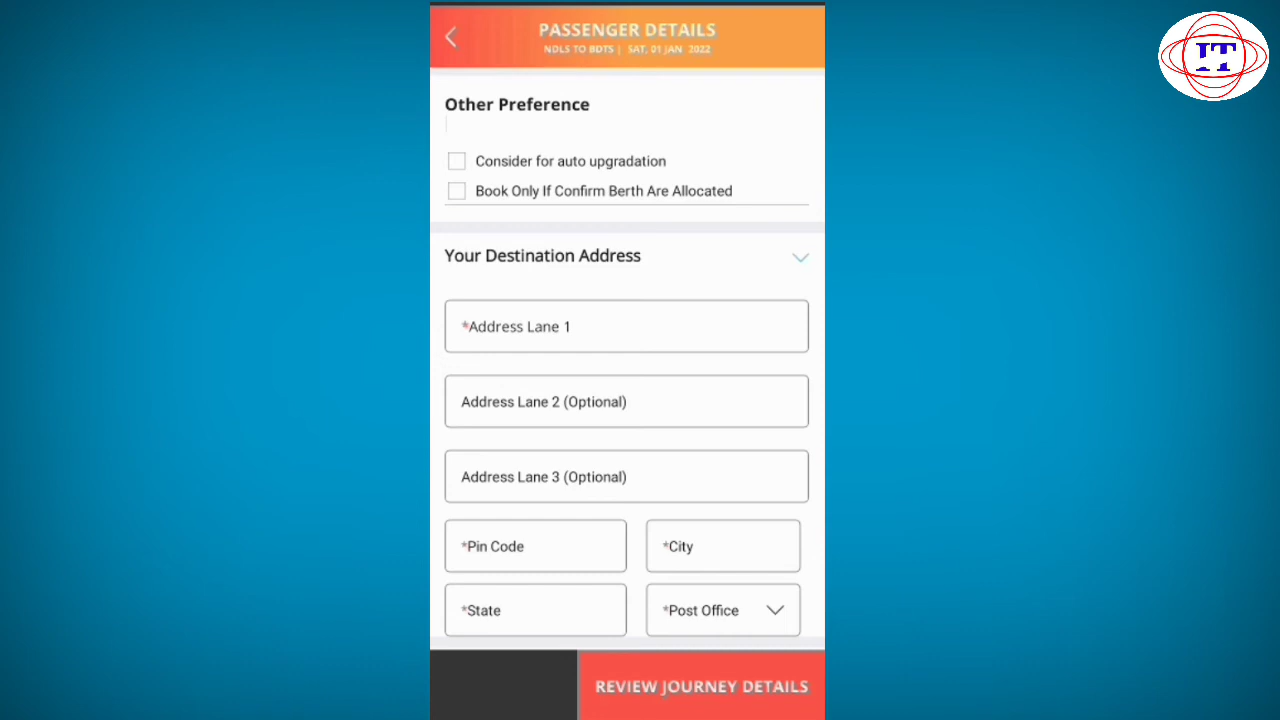 PASSENGER DETAILS
NDLS TO BDTS | SAT, 01 JAN 2022
IT
Other Preference
Consider for auto upgradation
Book Only If Confirm Berth Are Allocated
Your Destination Address
*Address Lane 1
Address Lane 2 (Optional)
Address Lane 3 (Optional)
*Pin Code
*City
*State
*Post Office
REVIEW JOURNEY DETAILS